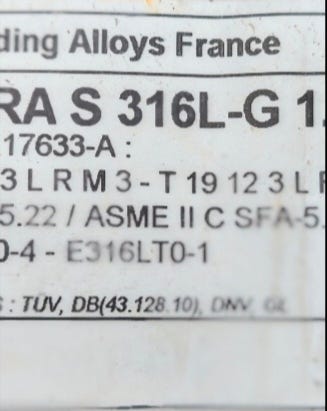 ding Alloys France
RA S 316L-G 1.
17633-A :
3 L R M 3 - T 19 12 3 L R
5.22 / ASME II C SFA-5.
0-4 - E316LT0-1
S : TÜV, DB(43.128.10), DNV, GL